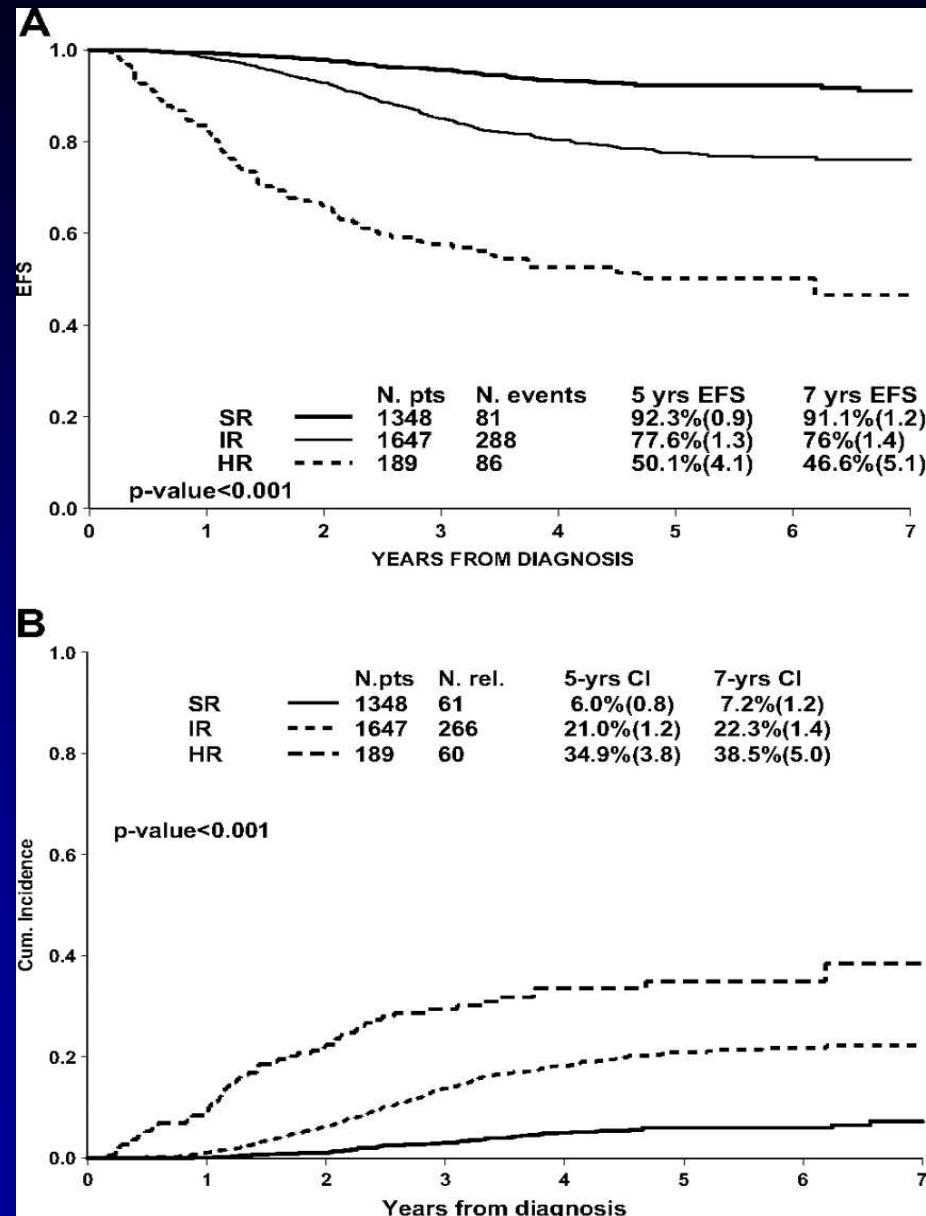 A
1.0
0.8
0.6
EFS
0.4
N. pts N. events 5 yrs EFS 7 yrs EFS
0.2
SR 1348 81 92.3%(0.9) 91.1%(1.2)
IR 1647 288 77.6%(1.3) 76%(1.4)
HR 189 86 50.1%(4.1) 46.6%(5.1)
p-value<0.001
0.0
0 1 2 3 4 5 6 7
YEARS FROM DIAGNOSIS
B
1.0
N.pts N. rel. 5-yrs CI 7-yrs CI
SR 1348 61 6.0%(0.8) 7.2%(1.2)
IR 1647 266 21.0%(1.2) 22.3%(1.4)
HR 189 60 34.9%(3.8) 38.5%(5.0)
0.8
p-value<0.001
0.6
Cum. Incidence
0.4
0.2
0.0
0 1 2 3 4 5 6 7
Years from diagnosis